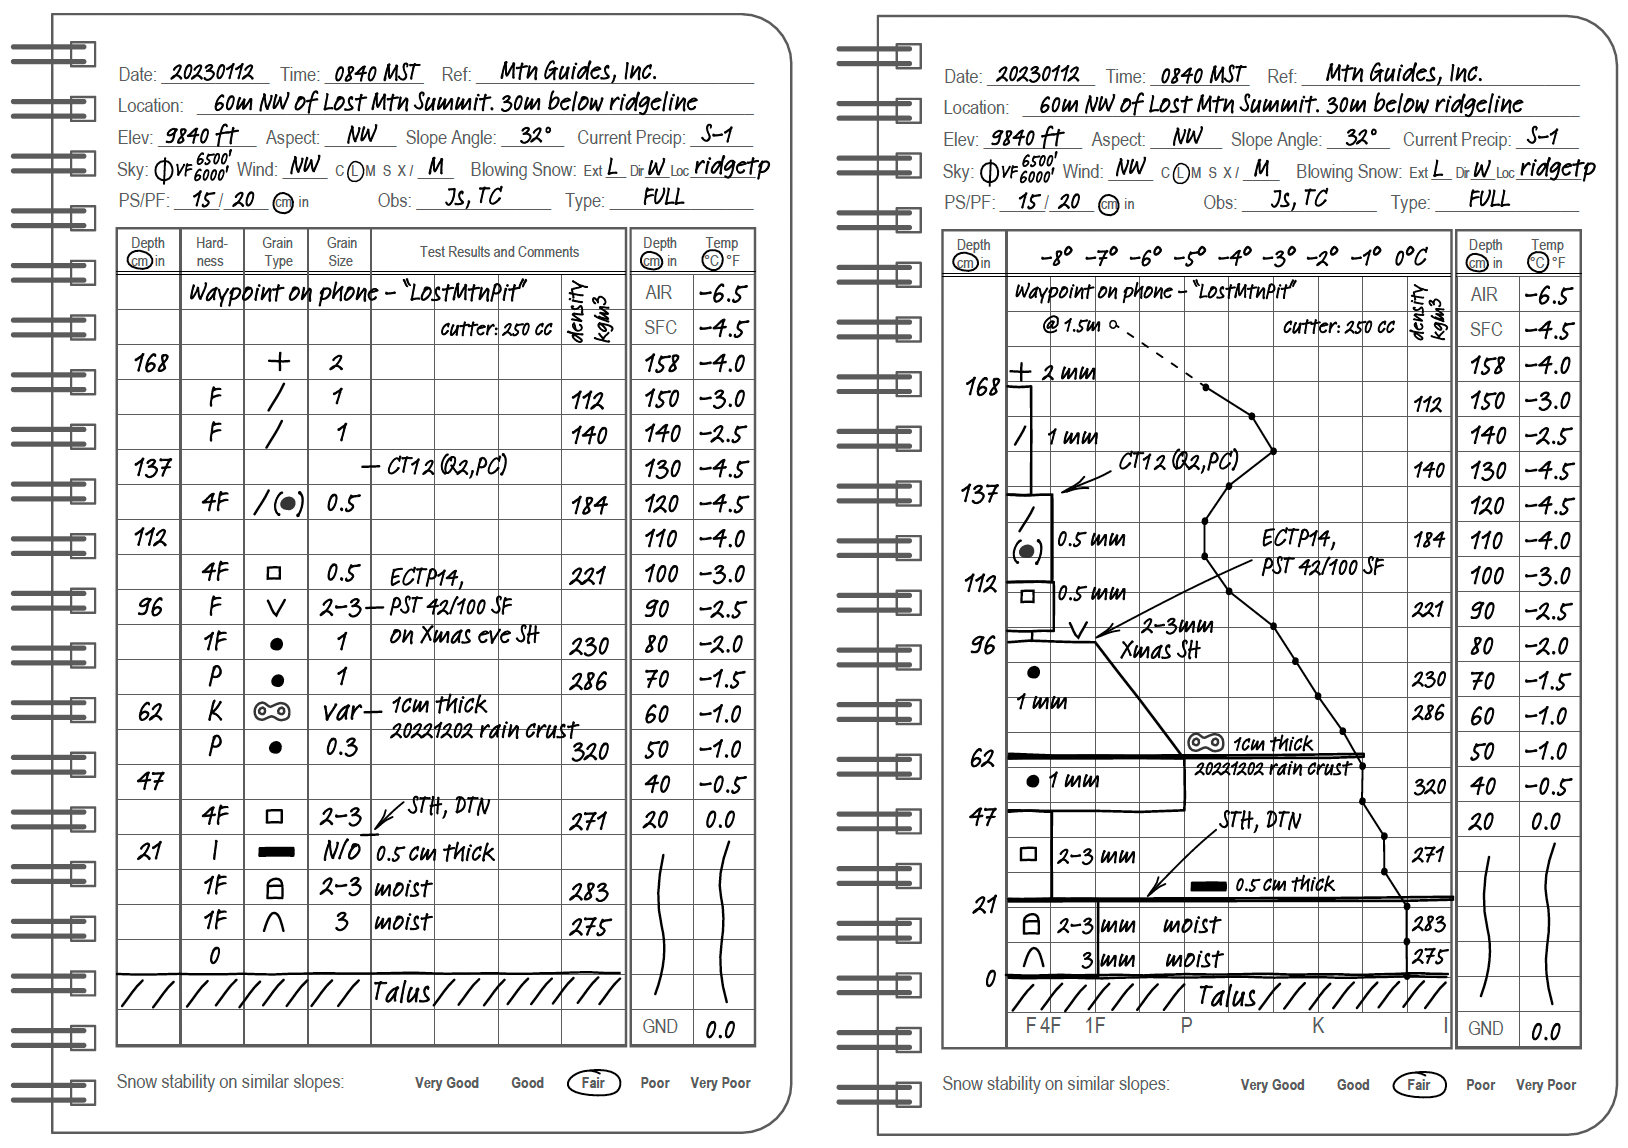 Date: 20230112 Time: 0840 MST Ref: Mtn Guides, Inc.
Location: 60m NW of Lost Mtn Summit. 30m below ridgeline
Elev: 9840 ft Aspect: NW Slope Angle: 32° Current Precip: S-1
Sky: VF 6500' 6000' Wind: NW C L M S X / M Blowing Snow: Ext L Dir W Loc ridgetp
PS/PF: 15 / 20 cm in Obs: Js, TC Type: FULL
Depth cm in Hard-ness Grain Type Grain Size Test Results and Comments Depth cm in Temp °C °F
Waypoint on phone - "LostMtnPit" density kg/m3 AIR -6.5
cutter: 250 cc SFC -4.5
168 + 2 158 -4.0
F / 1 112 150 -3.0
F / 1 140 140 -2.5
137 — CT12 (Q2,PC) 130 -4.5
4F / (●) 0.5 184 120 -4.5
112 110 -4.0
4F □ 0.5 ECTP14, 221 100 -3.0
96 F V 2-3 — PST 42/100 SF 90 -2.5
1F ● 1 on Xmas eve SH 230 80 -2.0
P ● 1 286 70 -1.5
62 K var — 1cm thick 60 -1.0
20221202 rain crust
P ● 0.3 320 50 -1.0
47 40 -0.5
4F □ 2-3 STH, DTN 271 20 0.0
21 I N/O 0.5 cm thick
1F 2-3 moist 283
1F ∧ 3 moist 275
0
Talus
GND 0.0
Snow stability on similar slopes: Very Good Good Fair Poor Very Poor
Date: 20230112 Time: 0840 MST Ref: Mtn Guides, Inc.
Location: 60m NW of Lost Mtn Summit. 30m below ridgeline
Elev: 9840 ft Aspect: NW Slope Angle: 32° Current Precip: S-1
Sky: VF 6500' 6000' Wind: NW C L M S X / M Blowing Snow: Ext L Dir W Loc ridgetp
PS/PF: 15 / 20 cm in Obs: Js, TC Type: FULL
Depth cm in -8° -7° -6° -5° -4° -3° -2° -1° 0°C Depth cm in Temp °C °F
Waypoint on phone - "LostMtnPit" density kg/m3 AIR -6.5
@ 1.5m cutter: 250 cc SFC -4.5
+ 2 mm 158 -4.0
168 112 150 -3.0
/ 1 mm 140 -2.5
CT12 (Q2,PC) 140 130 -4.5
137 120 -4.5
/ (●) 0.5 mm ECTP14, 184 110 -4.0
PST 42/100 SF
112 100 -3.0
□ 0.5 mm 221 90 -2.5
V 2-3mm
96 Xmas SH 80 -2.0
● 230 70 -1.5
1 mm 286 60 -1.0
1cm thick
62 50 -1.0
20221202 rain crust
● 1 mm 320 40 -0.5
47 STH, DTN 20 0.0
□ 2-3 mm 271
0.5 cm thick
21
2-3 mm moist 283
∧ 3 mm moist 275
0
Talus
F 4F 1F P K I GND 0.0
Snow stability on similar slopes: Very Good Good Fair Poor Very Poor